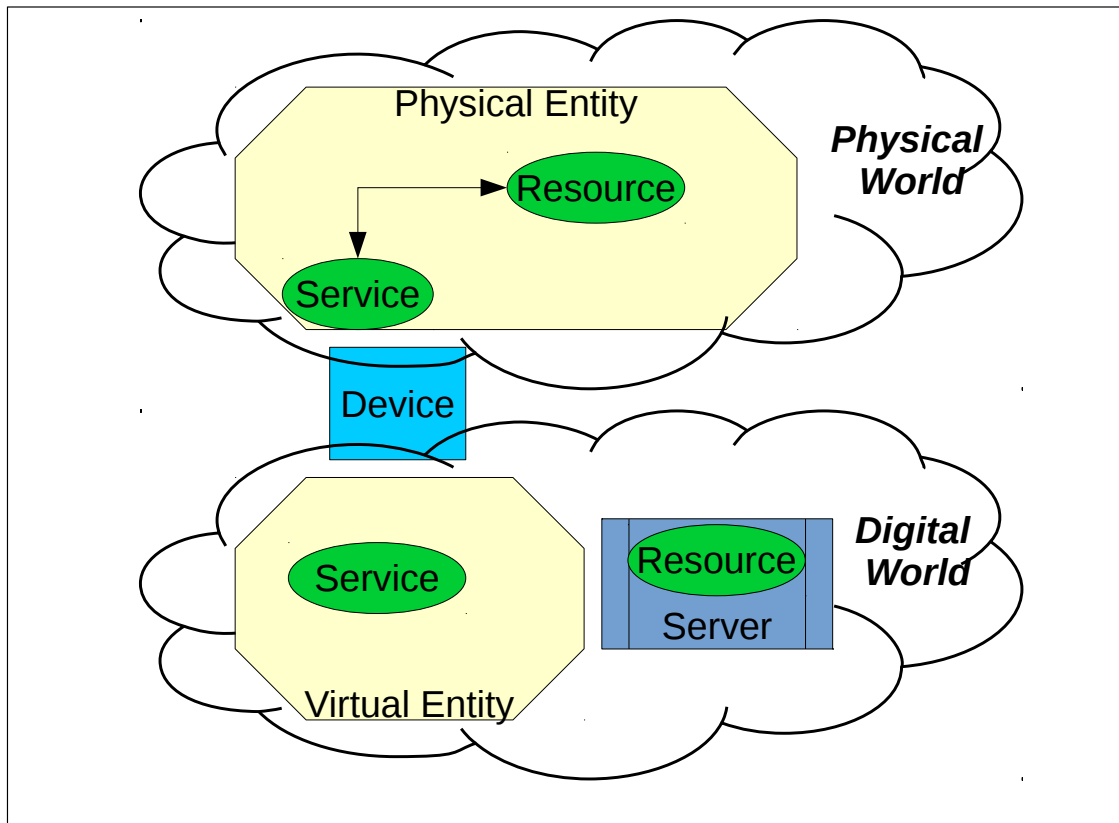 Physical Entity
Physical
World
Resource
Service
Device
Digital
World
Service
Resource
Server
Virtual Entity